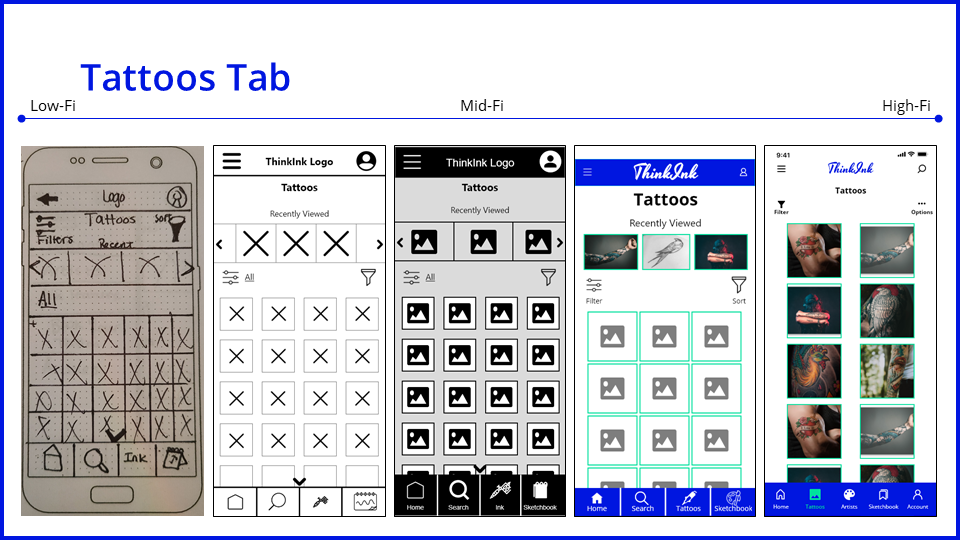 Tattoos Tab
Low-Fi
Mid-Fi
High-Fi
Logo
Tattoos
Sort
Filters
Recent
All
Ink
ThinkInk Logo
Tattoos
Recently Viewed
All
ThinkInk Logo
Tattoos
Recently Viewed
All
Home
Search
Ink
Sketchbook
ThinkInk
Tattoos
Recently Viewed
Filter
Sort
Home
Search
Tattoos
Sketchbook
9:41
ThinkInk
Tattoos
Filter
Options
Home
Tattoos
Artists
Sketchbook
Account